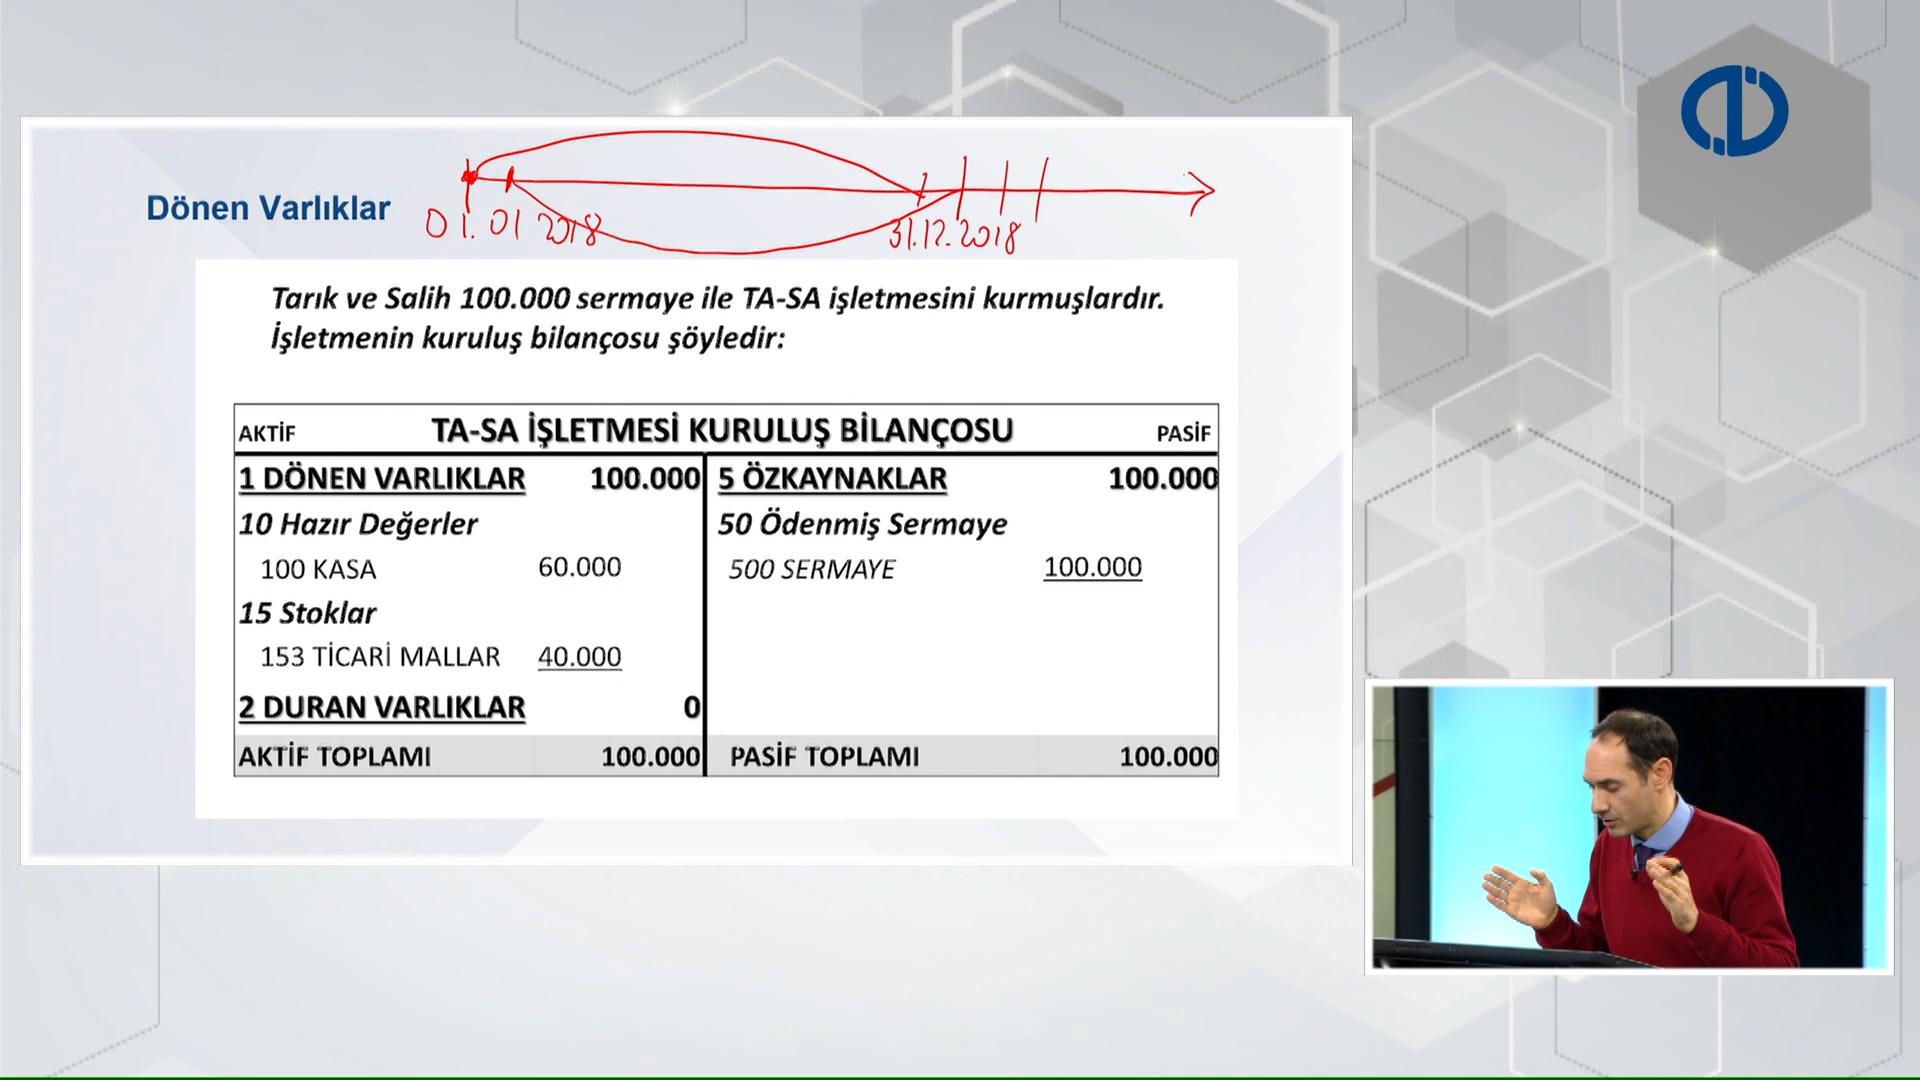 Dönen Varlıklar
01.01 2018
31.12.2018
Tarık ve Salih 100.000 sermaye ile TA-SA işletmesini kurmuşlardır.
İşletmenin kuruluş bilançosu şöyledir:
AKTİF TA-SA İŞLETMESİ KURULUŞ BİLANÇOSU PASİF
1 DÖNEN VARLIKLAR 100.000 5 ÖZKAYNAKLAR 100.000
10 Hazır Değerler 50 Ödenmiş Sermaye
100 KASA 60.000 500 SERMAYE 100.000
15 Stoklar
153 TİCARİ MALLAR 40.000
2 DURAN VARLIKLAR 0
AKTİF TOPLAMI 100.000 PASİF TOPLAMI 100.000